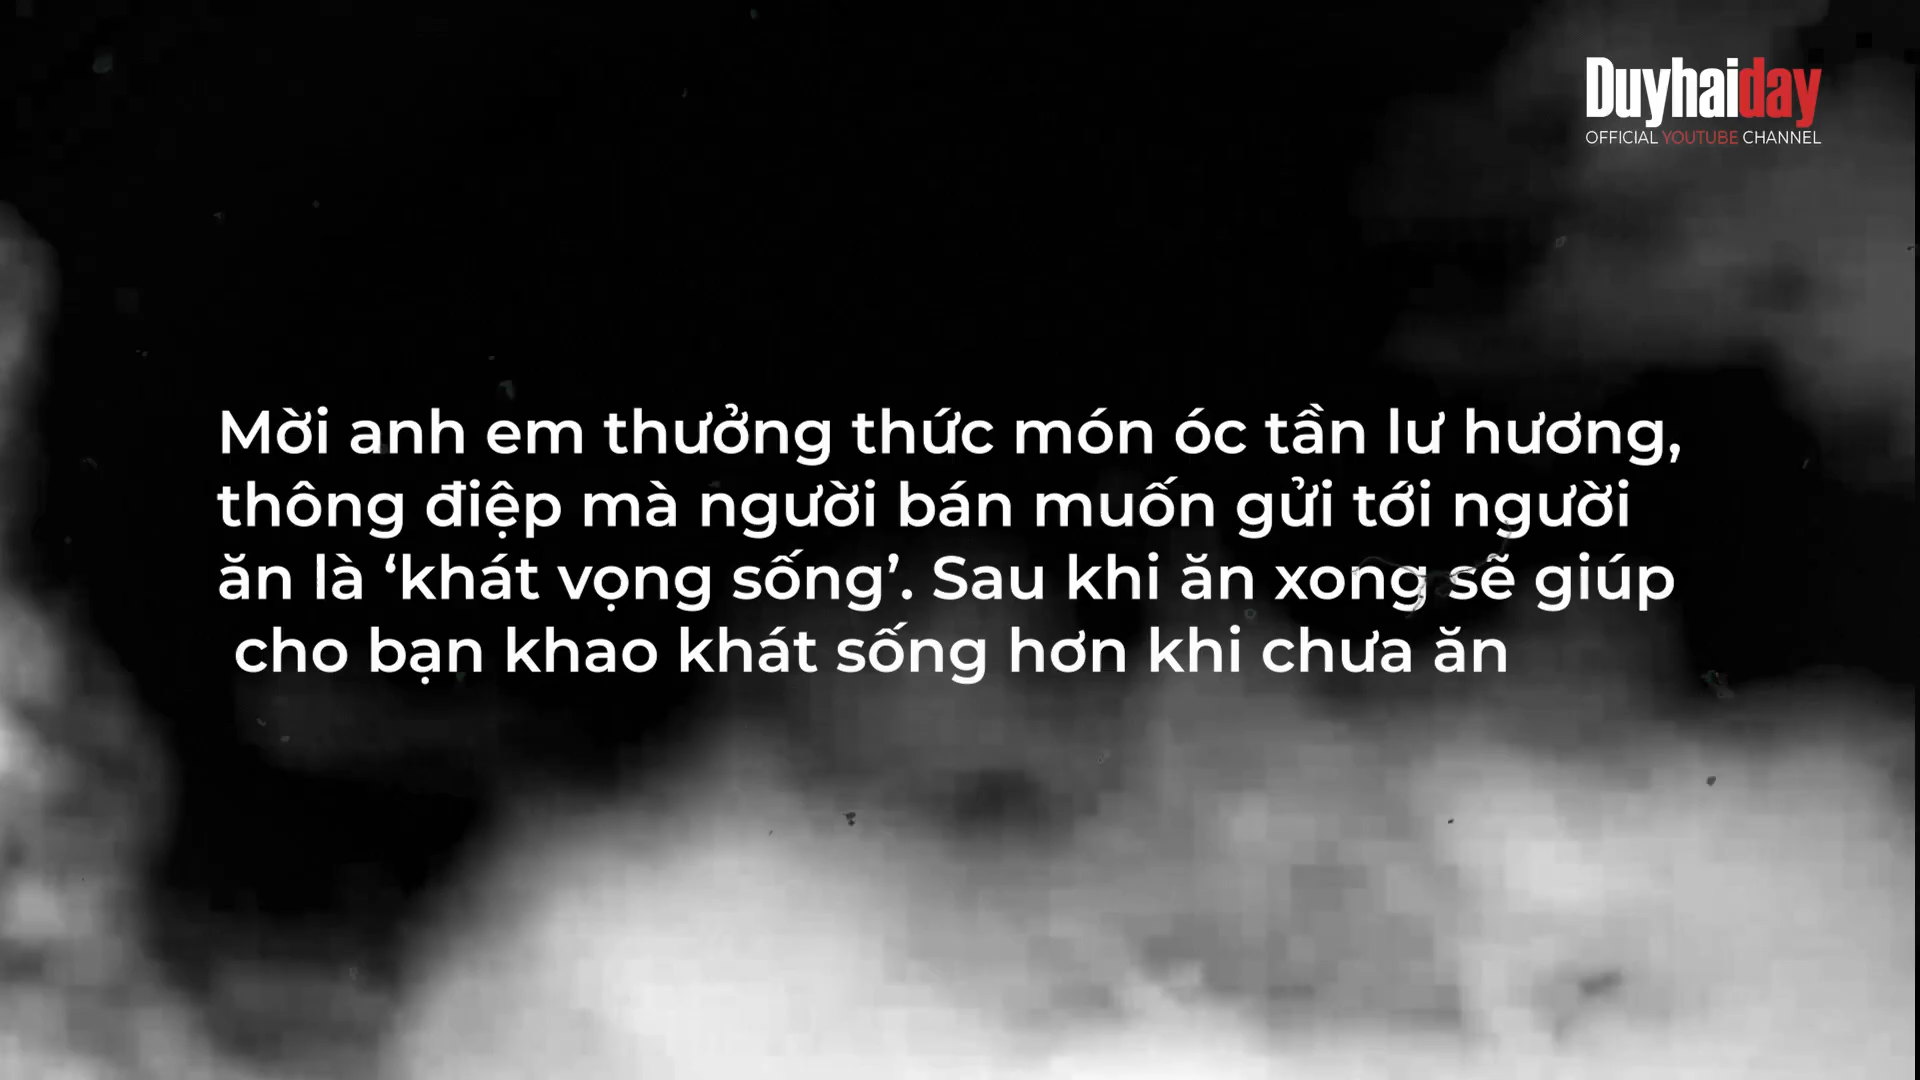 Duyhaiday
OFFICIAL YOUTUBE CHANNEL
Mời anh em thưởng thức món óc tần lư hương,
thông điệp mà người bán muốn gửi tới người
ăn là ‘khát vọng sống’. Sau khi ăn xong sẽ giúp
cho bạn khao khát sống hơn khi chưa ăn